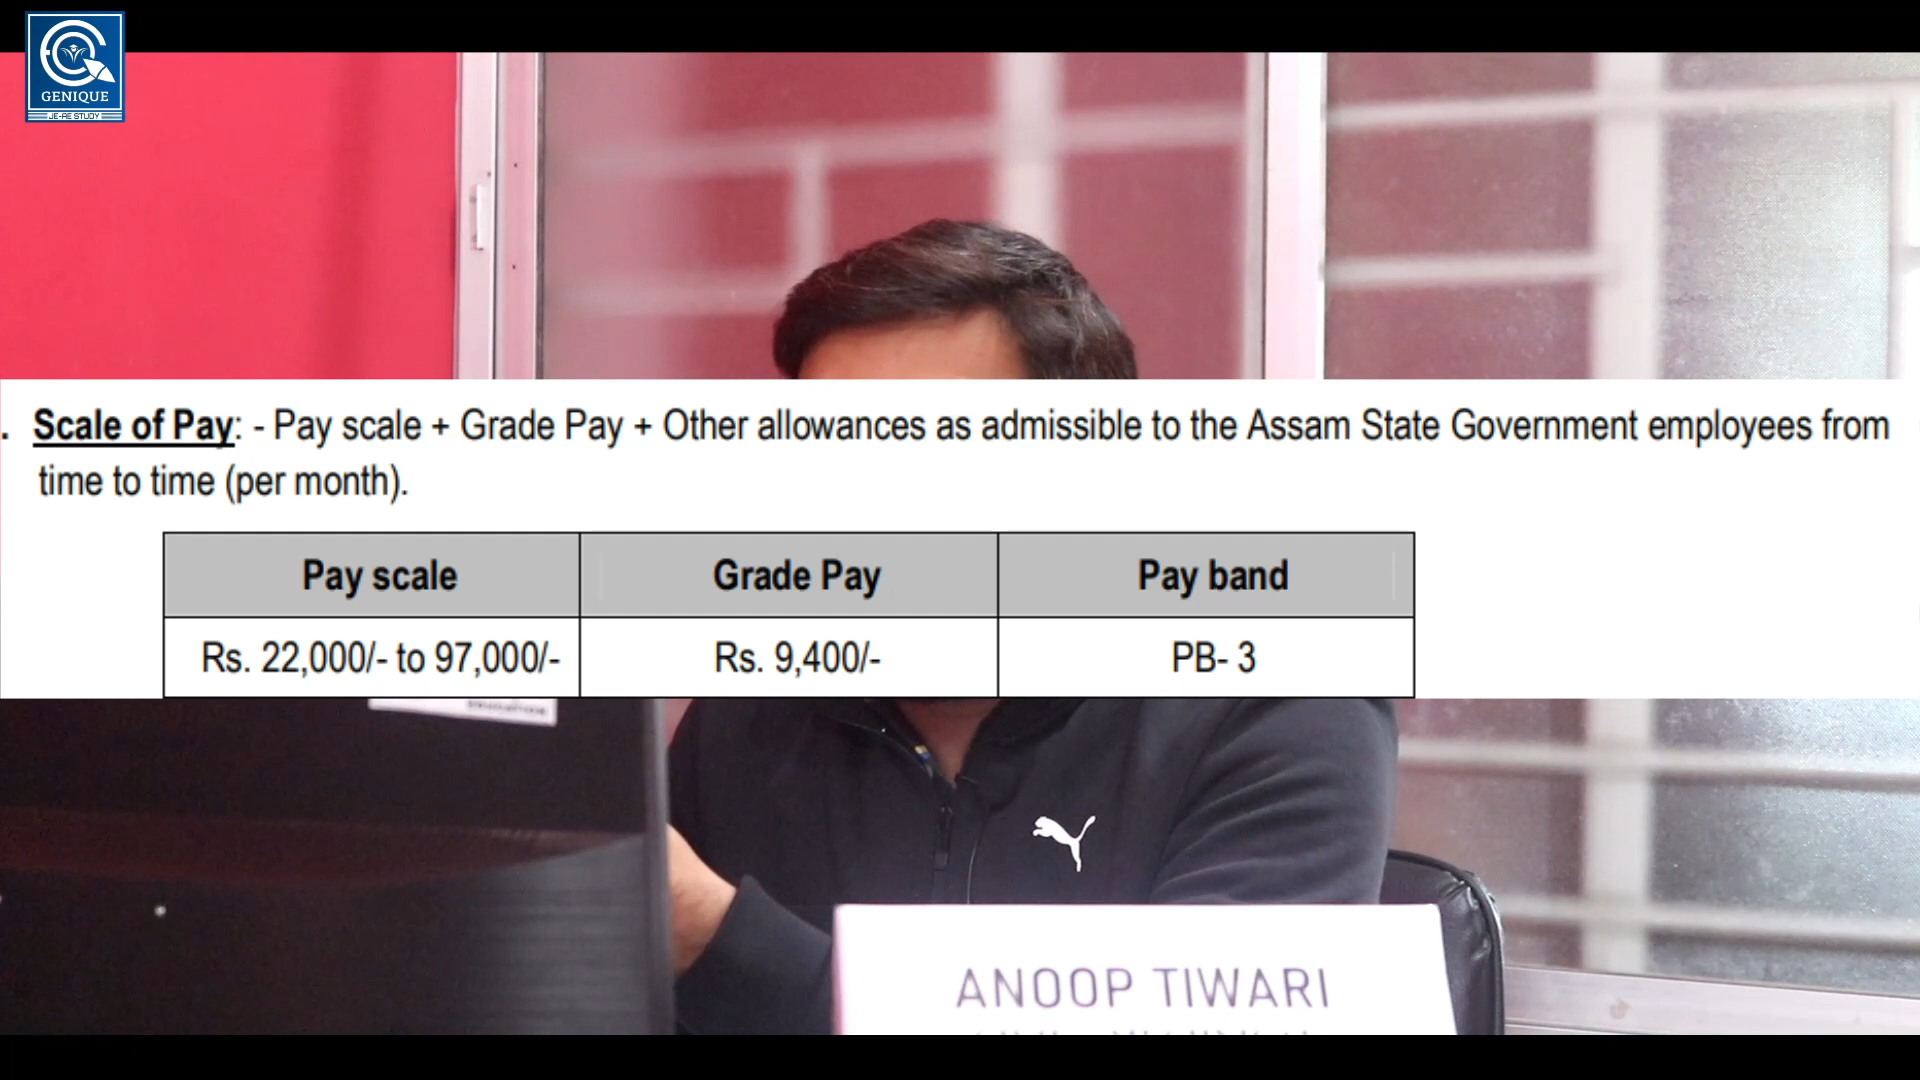 GENIQUE
JE-AE STUDY
. Scale of Pay: - Pay scale + Grade Pay + Other allowances as admissible to the Assam State Government employees from
time to time (per month).
Pay scale Grade Pay Pay band
Rs. 22,000/- to 97,000/- Rs. 9,400/- PB- 3
ANOOP TIWARI